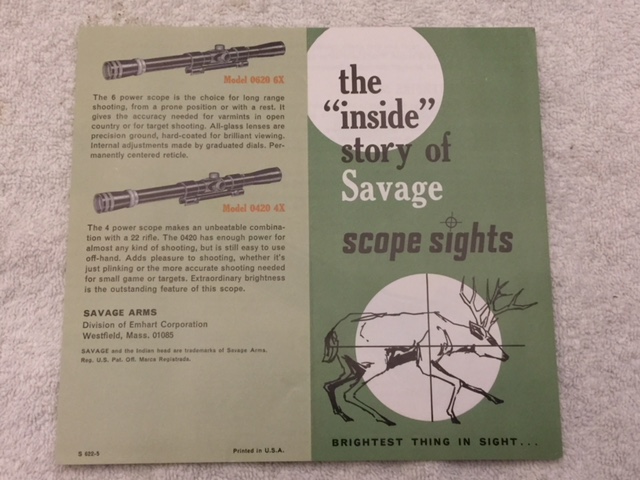 Model 0620 6X
The 6 power scope is the choice for long range
shooting, from a prone position or with a rest. It
gives the accuracy needed for varmints in open
country or for target shooting. All-glass lenses are
precision ground, hard-coated for brilliant viewing.
Internal adjustments made by graduated dials. Per-
manently centered reticle.
Model 0420 4X
The 4 power scope makes an unbeatable combina-
tion with a 22 rifle. The 0420 has enough power for
almost any kind of shooting, but is still easy to use
off-hand. Adds pleasure to shooting, whether it's
just plinking or the more accurate shooting needed
for small game or targets. Extraordinary brightness
is the outstanding feature of this scope.
SAVAGE ARMS
Division of Emhart Corporation
Westfield, Mass. 01085
SAVAGE and the Indian head are trademarks of Savage Arms.
Reg. U.S. Pat. Off. Marca Registrada.
S 622-5
Printed in U.S.A.
the
“inside”
story of
Savage
scope sights
BRIGHTEST THING IN SIGHT...